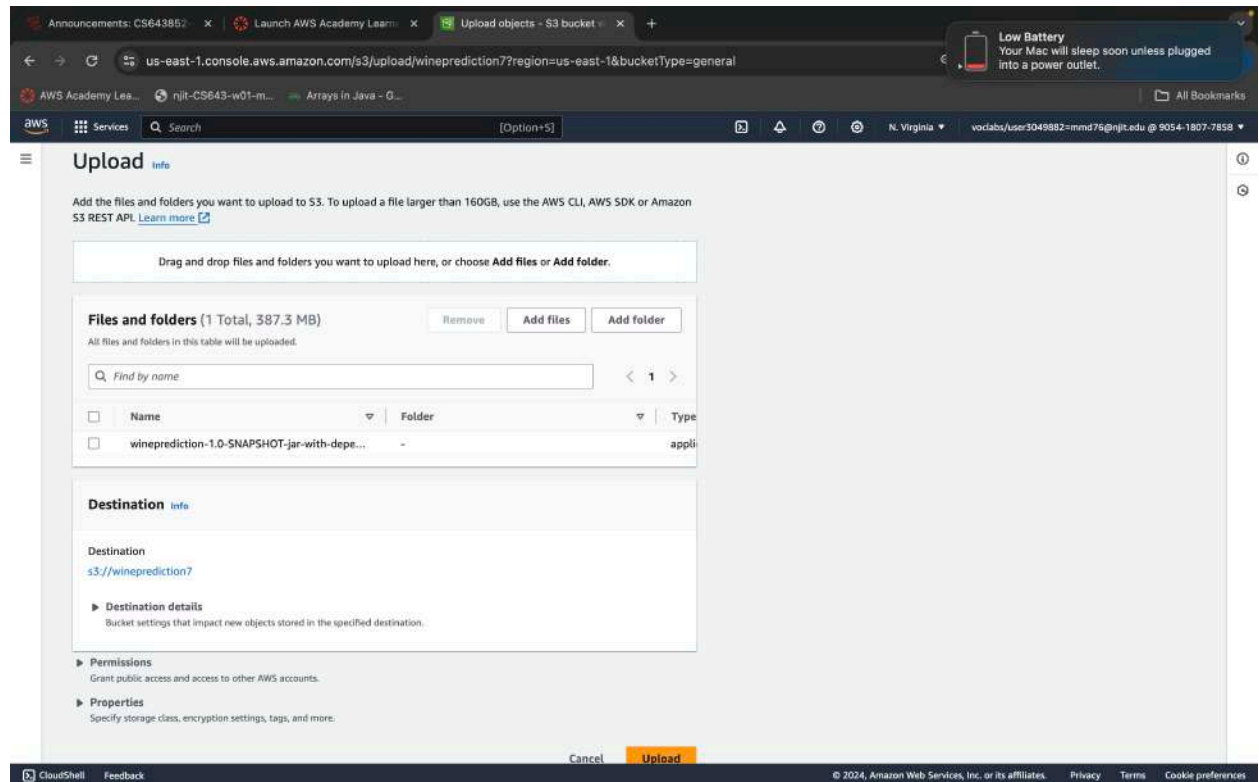 Announcements: CS643852
Launch AWS Academy Learn
Upload objects - S3 bucket
Low Battery
Your Mac will sleep soon unless plugged
into a power outlet.
us-east-1.console.aws.amazon.com/s3/upload/wineprediction7?region=us-east-1&bucketType=general
AWS Academy Lea...
njit-CS643-w01-m...
Arrays in Java - G...
All Bookmarks
aws
Services
Search
[Option+S]
N. Virginia
voclabs/user3049882=mmd76@njit.edu @ 9054-1807-7858
Upload Info
Add the files and folders you want to upload to S3. To upload a file larger than 160GB, use the AWS CLI, AWS SDK or Amazon
S3 REST API. Learn more
Drag and drop files and folders you want to upload here, or choose Add files or Add folder.
Files and folders (1 Total, 387.3 MB)
Remove
Add files
Add folder
All files and folders in this table will be uploaded.
Find by name
1
Name
Folder
Type
wineprediction-1.0-SNAPSHOT-jar-with-depe...
-
appli
Destination Info
Destination
s3://wineprediction7
Destination details
Bucket settings that impact new objects stored in the specified destination.
Permissions
Grant public access and access to other AWS accounts.
Properties
Specify storage class, encryption settings, tags, and more.
Cancel
Upload
CloudShell
Feedback
© 2024, Amazon Web Services, Inc. or its affiliates.
Privacy
Terms
Cookie preferences